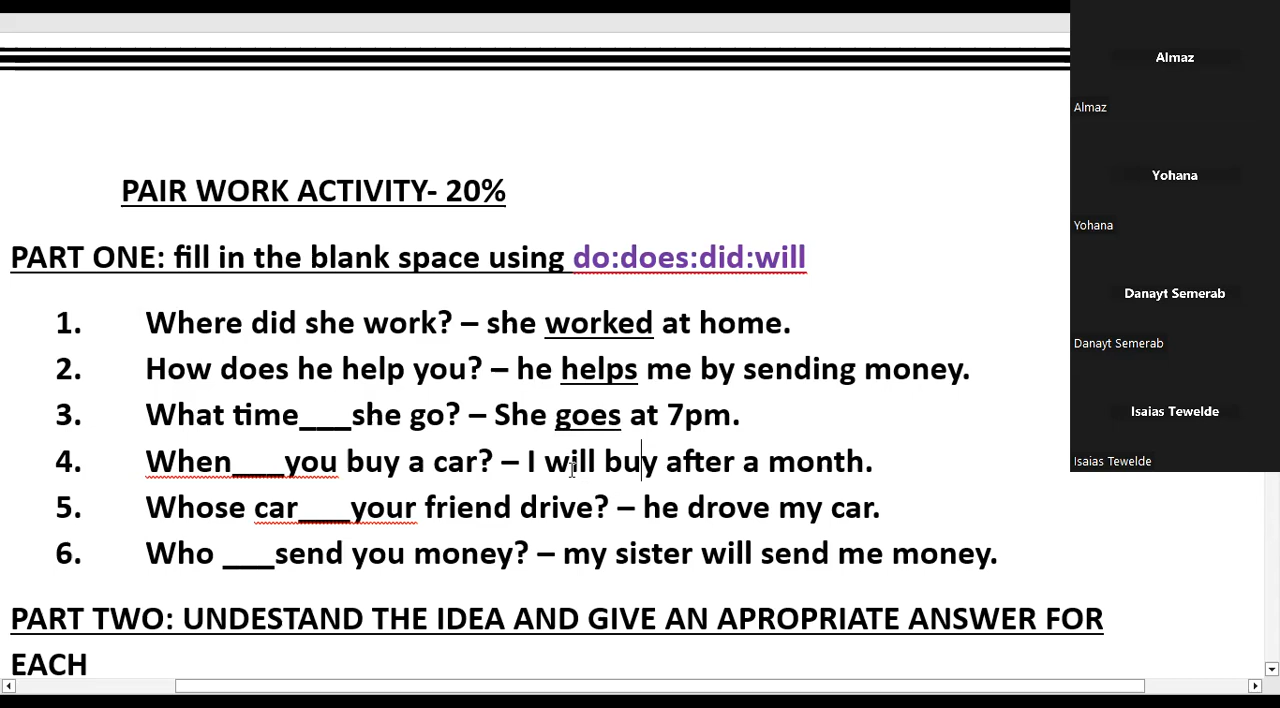 PAIR WORK ACTIVITY- 20%
PART ONE: fill in the blank space using do:does:did:will
1. Where did she work? – she worked at home.
2. How does he help you? – he helps me by sending money.
3. What time___she go? – She goes at 7pm.
4. When___you buy a car? – I will buy after a month.
5. Whose car___your friend drive? – he drove my car.
6. Who ___send you money? – my sister will send me money.
PART TWO: UNDESTAND THE IDEA AND GIVE AN APROPRIATE ANSWER FOR
EACH
Almaz
Almaz
Yohana
Yohana
Danayt Semerab
Danayt Semerab
Isaias Tewelde
Isaias Tewelde